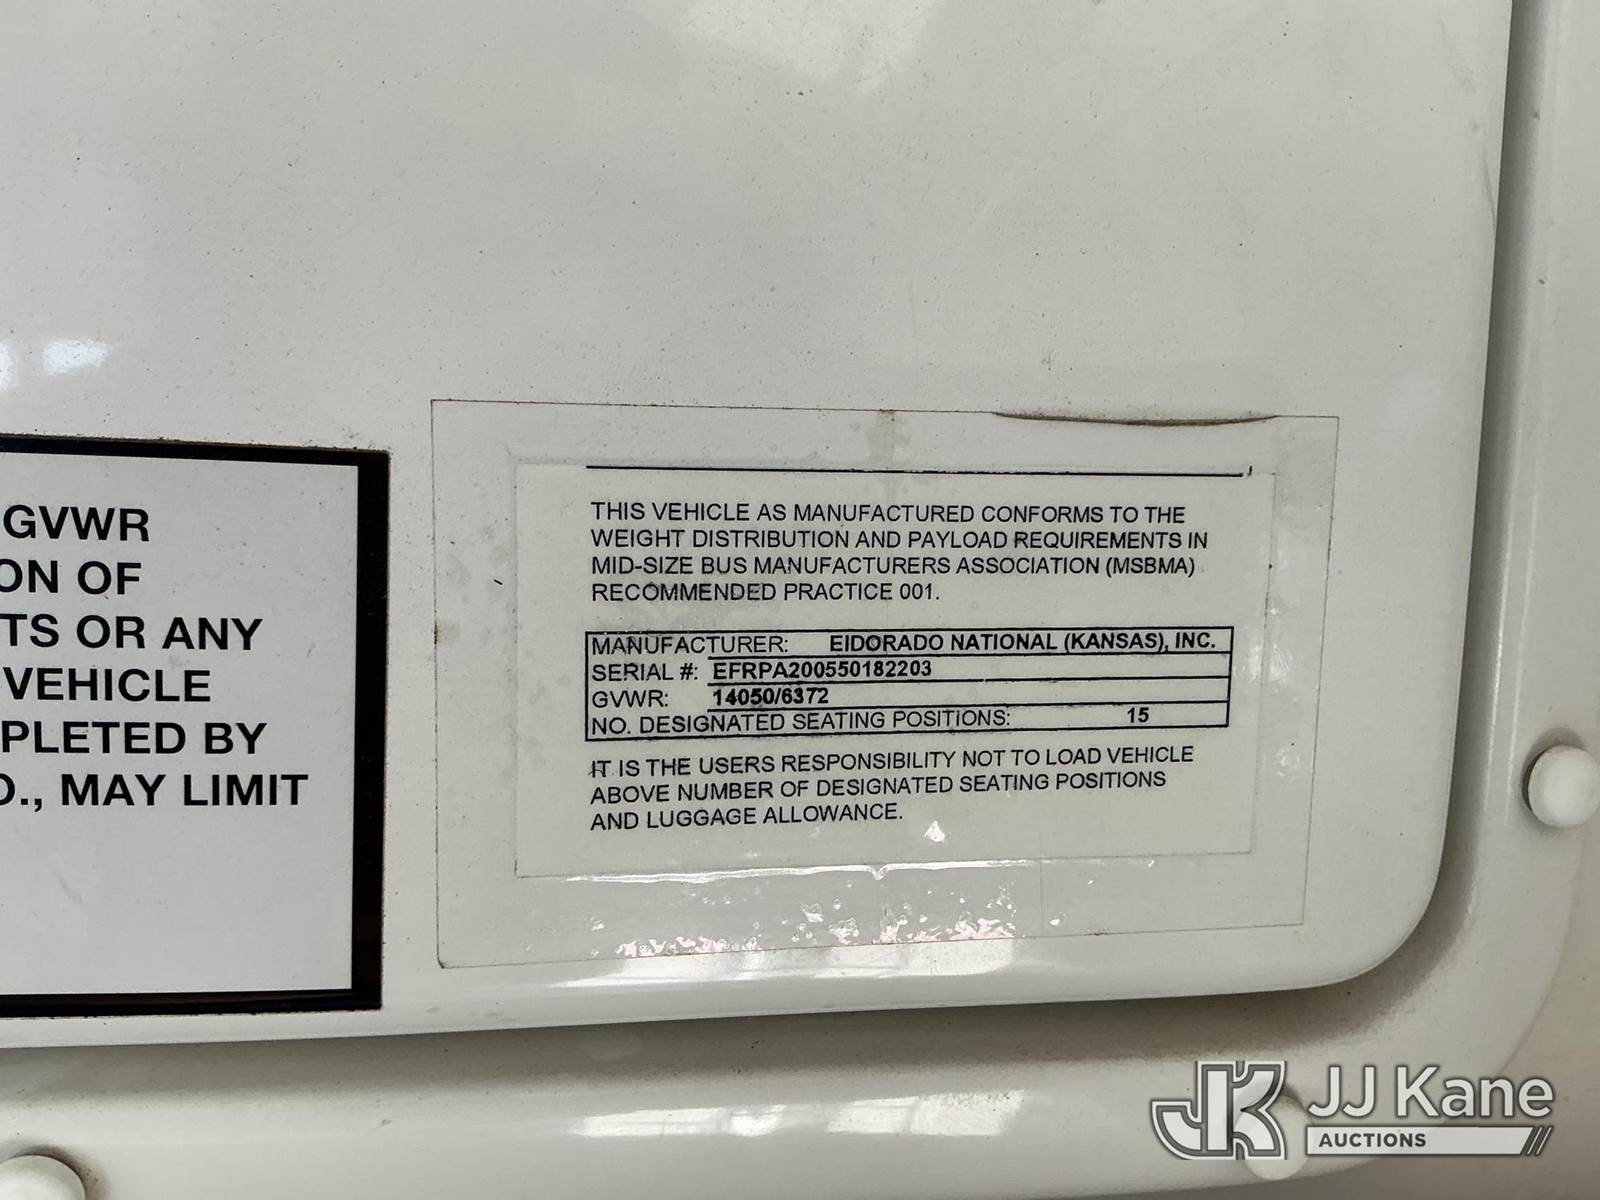 GVWR
ON OF
TS OR ANY
VEHICLE
PLETED BY
O., MAY LIMIT
THIS VEHICLE AS MANUFACTURED CONFORMS TO THE
WEIGHT DISTRIBUTION AND PAYLOAD REQUIREMENTS IN
MID-SIZE BUS MANUFACTURERS ASSOCIATION (MSBMA)
RECOMMENDED PRACTICE 001.
MANUFACTURER: ElDORADO NATIONAL (KANSAS), INC.
SERIAL #: EFRPA200550182203
GVWR: 14050/6372
NO. DESIGNATED SEATING POSITIONS: 15
IT IS THE USERS RESPONSIBILITY NOT TO LOAD VEHICLE
ABOVE NUMBER OF DESIGNATED SEATING POSITIONS
AND LUGGAGE ALLOWANCE.
JK JJ Kane
AUCTIONS